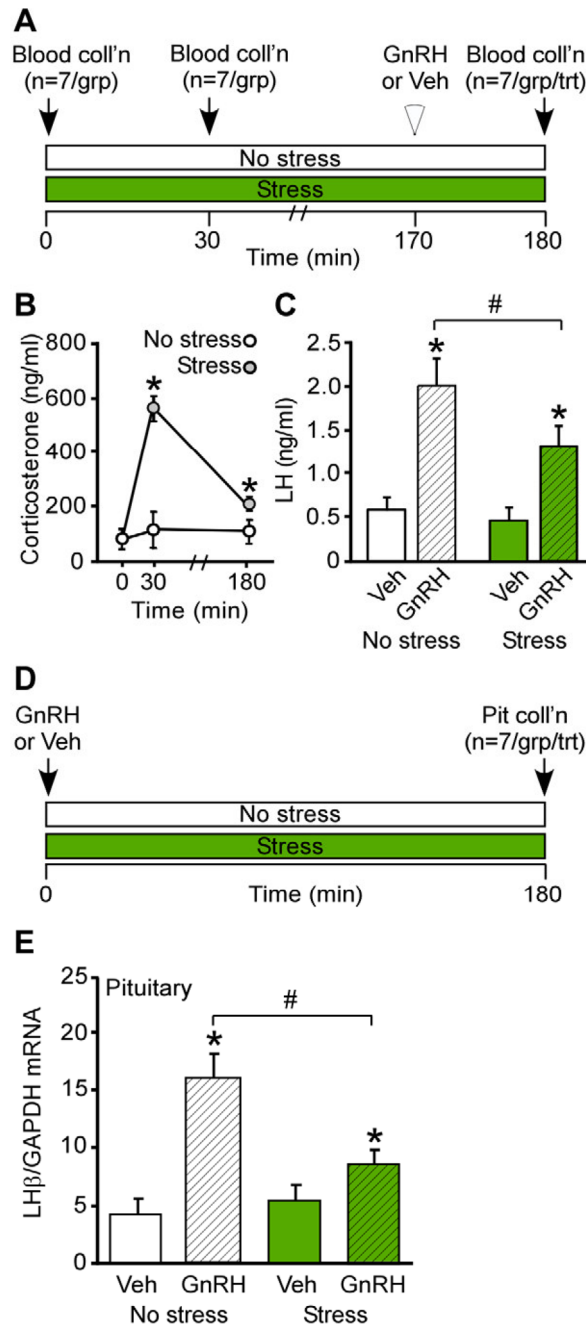 A
Blood coll'n Blood coll'n GnRH Blood coll'n
(n=7/grp) (n=7/grp) or Veh (n=7/grp/trt)
No stress
Stress
0 30 170 180
Time (min)
B
Corticosterone (ng/ml)
800
600
400
200
0
No stress
Stress
*
*
0 30 180
Time (min)
C
LH (ng/ml)
2.5
2.0
1.5
1.0
0.5
0
#
*
*
Veh GnRH Veh GnRH
No stress Stress
D
GnRH Pit coll'n
or Veh (n=7/grp/trt)
No stress
Stress
0 Time (min) 180
E
LHβ/GAPDH mRNA
25
20
15
10
5
0
Pituitary
#
*
*
Veh GnRH Veh GnRH
No stress Stress